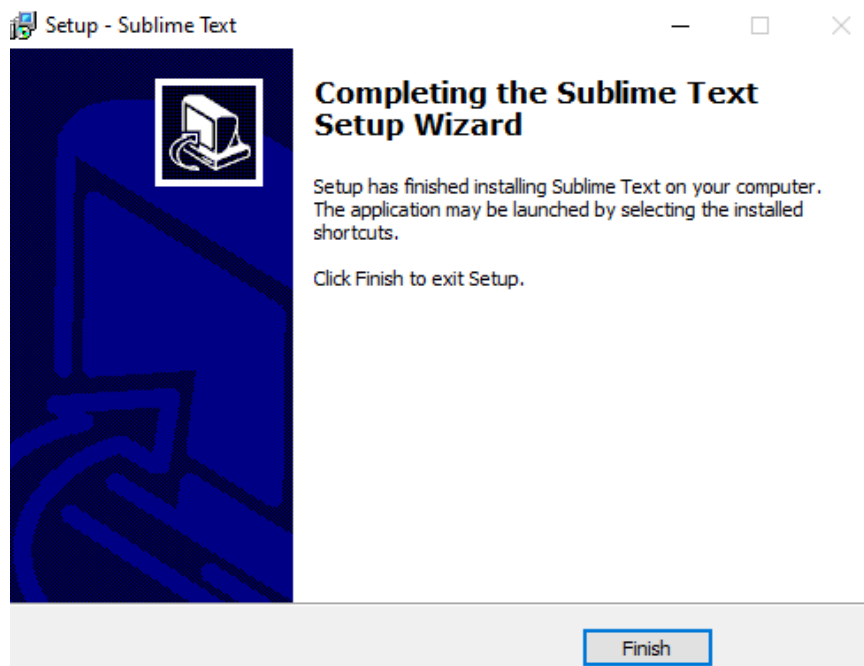 Setup - Sublime Text
Completing the Sublime Text
Setup Wizard
Setup has finished installing Sublime Text on your computer.
The application may be launched by selecting the installed
shortcuts.
Click Finish to exit Setup.
Finish